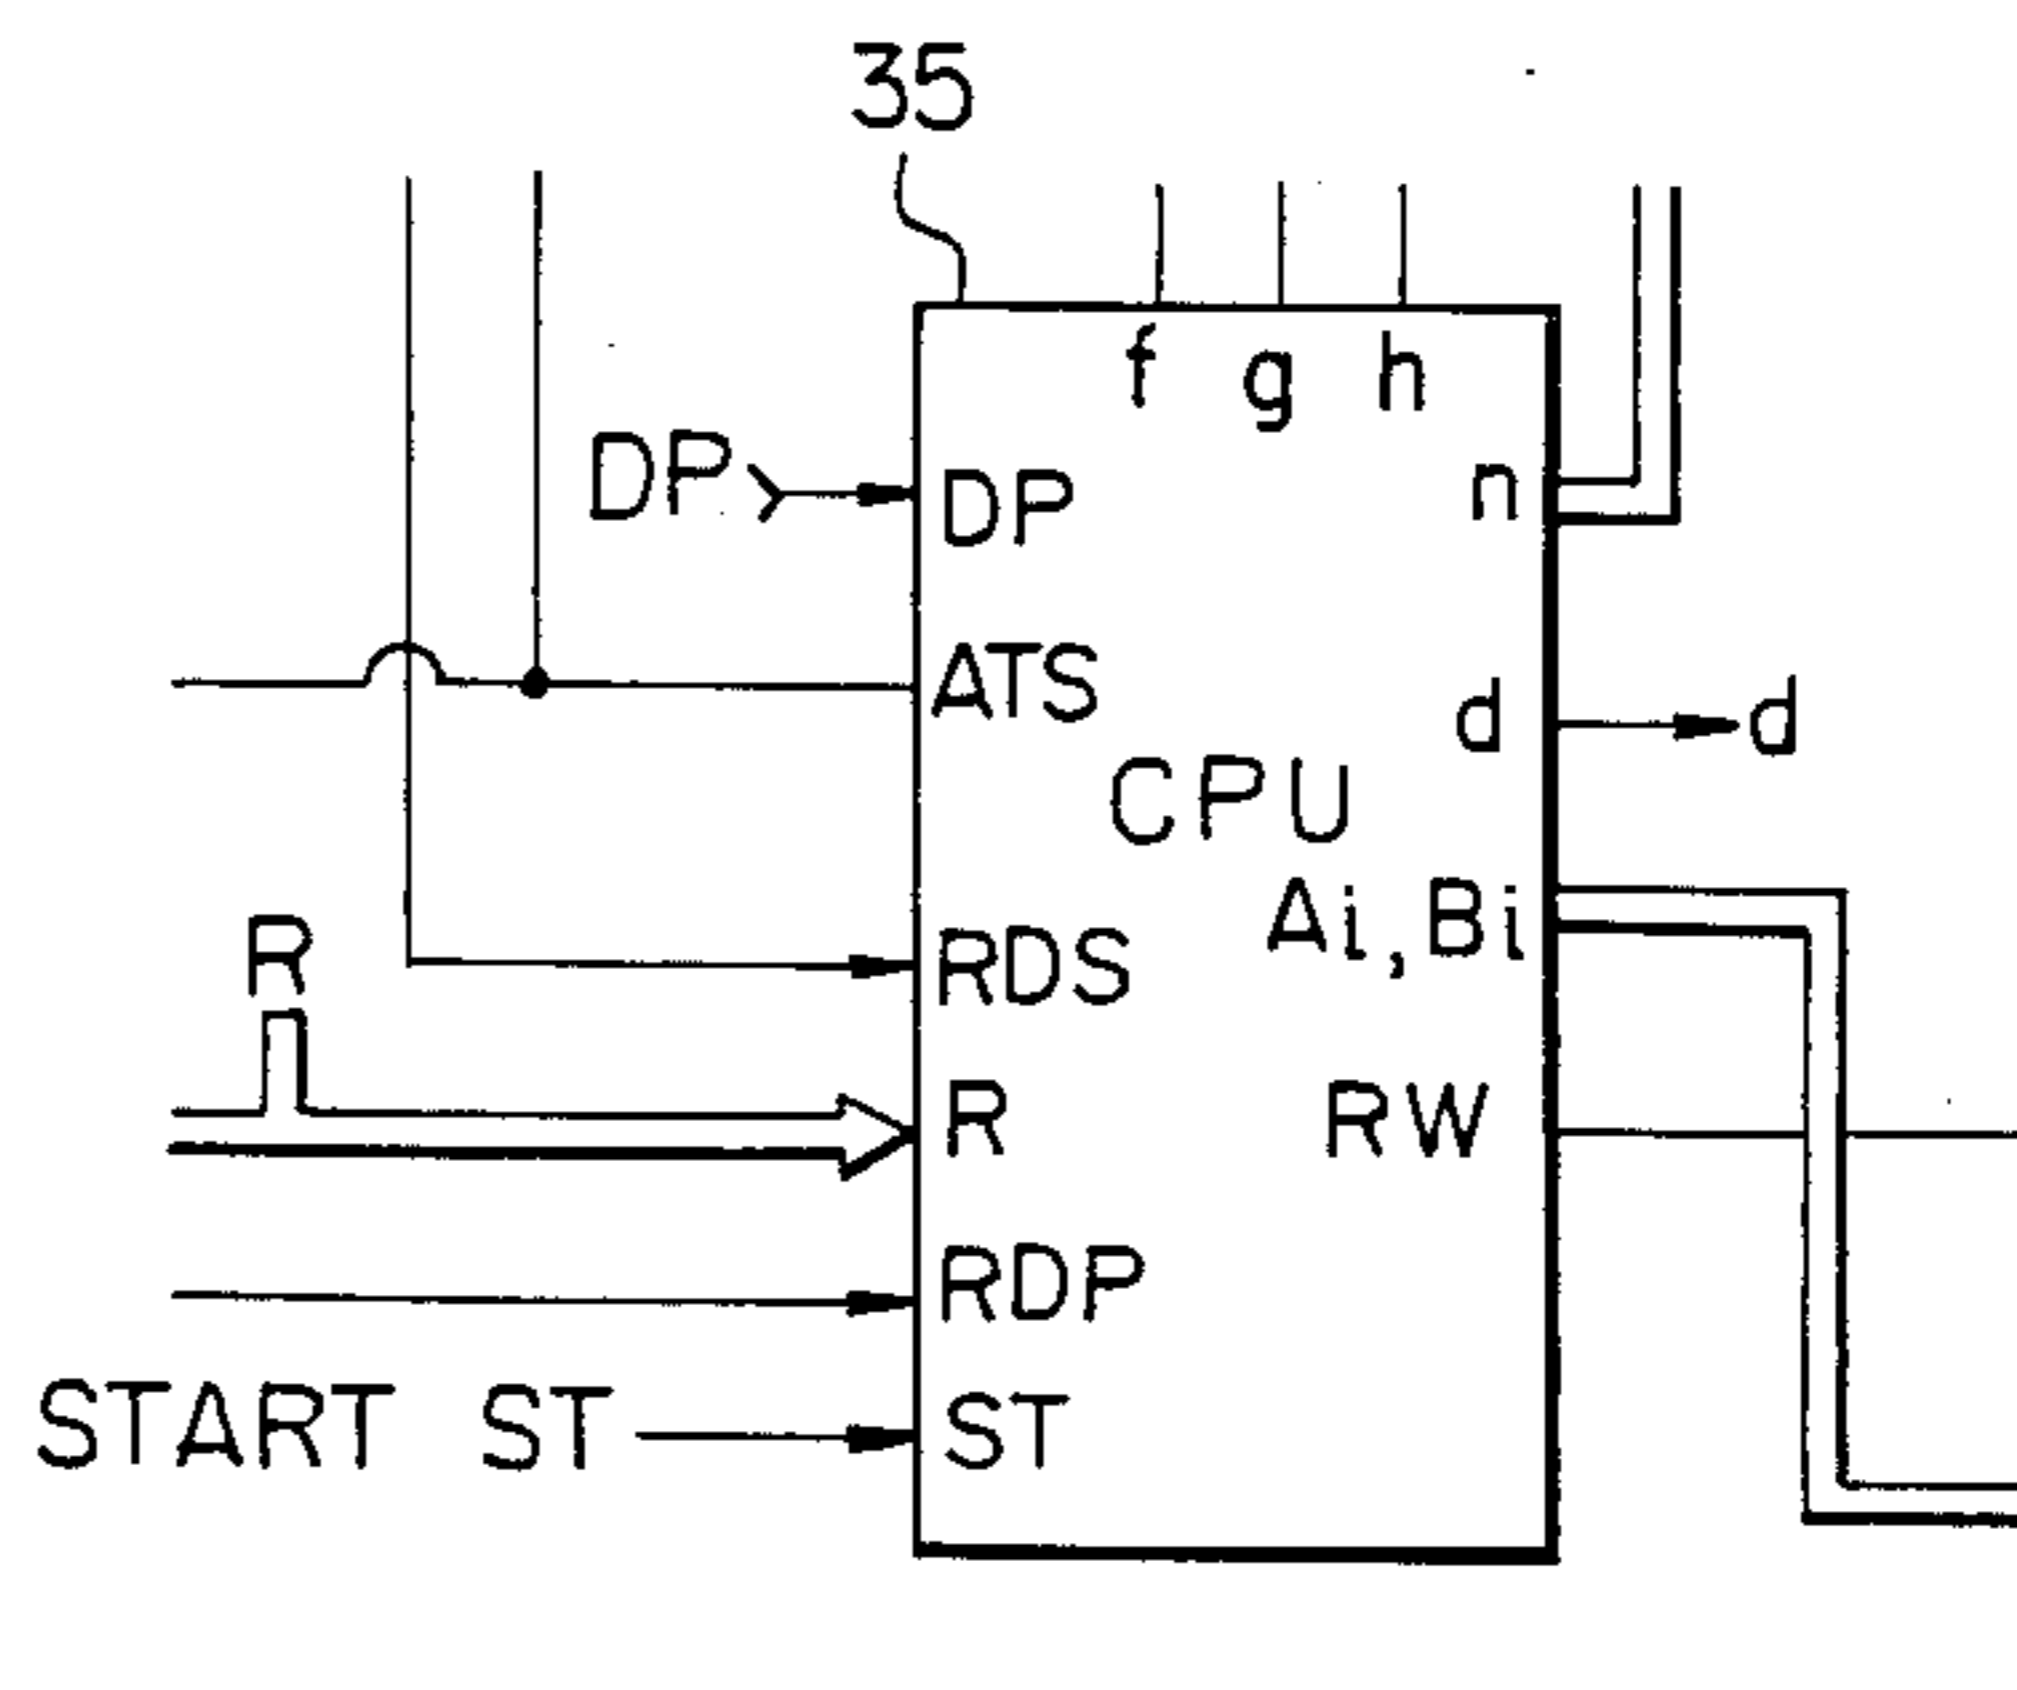 35
f g h
DP DP n
ATS
d d
CPU
Ai,Bi
R RDS
R RW
RDP
START ST ST